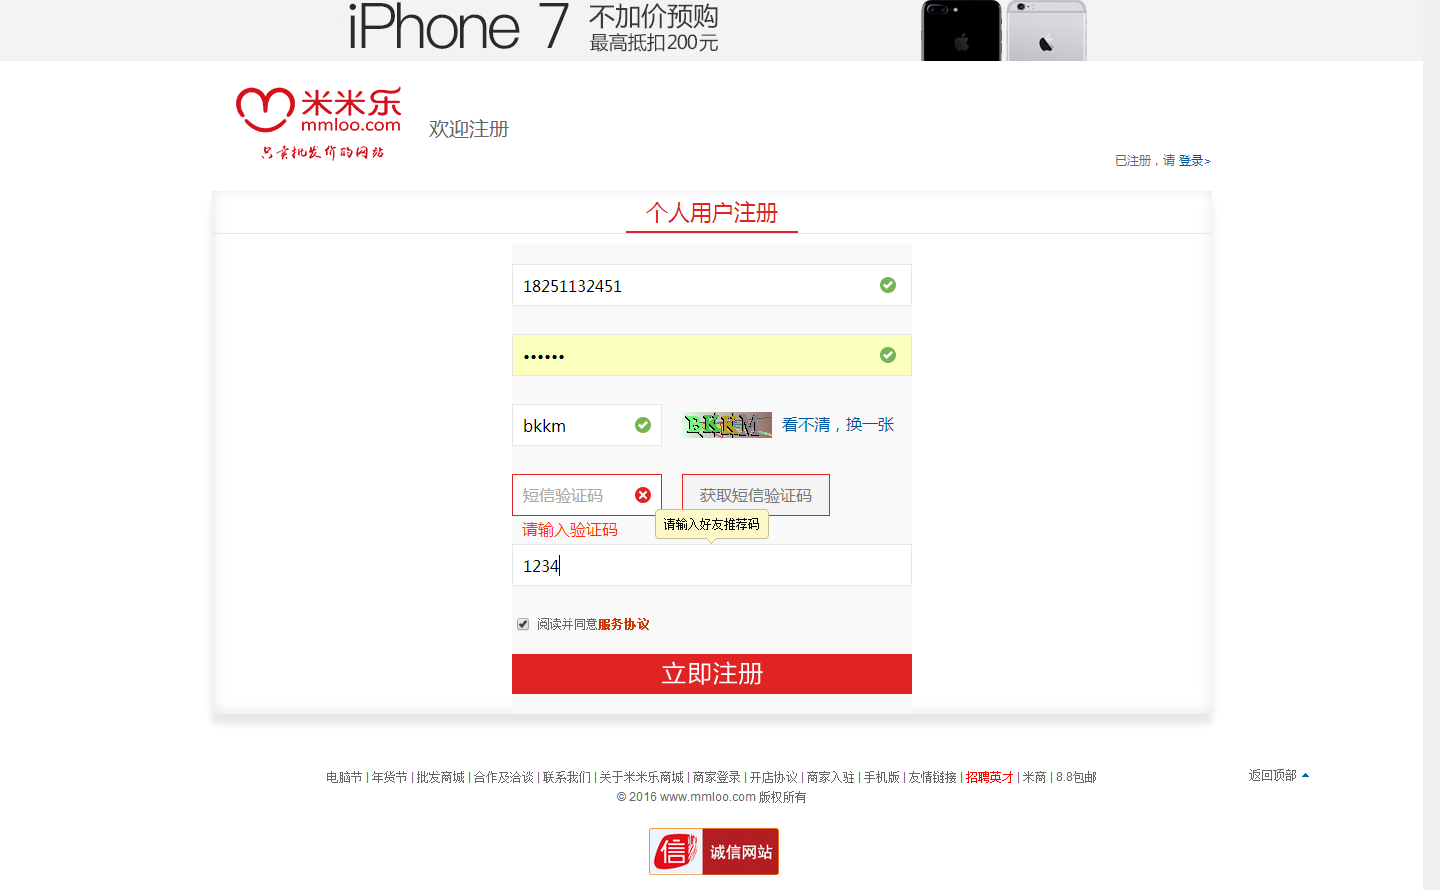 iPhone 7 不加价预购
最高抵扣200元
米米乐
mmloo.com
只卖批发价的网站
欢迎注册
已注册，请 登录>
个人用户注册
18251132451
••••••
bkkm
BKKM
看不清，换一张
短信验证码
获取短信验证码
请输入验证码
请输入好友推荐码
1234
阅读并同意服务协议
立即注册
电脑节 | 年货节 | 批发商城 | 合作及洽谈 | 联系我们 | 关于米米乐商城 | 商家登录 | 开店协议 | 商家入驻 | 手机版 | 友情链接 | 招聘英才 | 米商 | 8.8包邮
返回顶部
© 2016 www.mmloo.com 版权所有
信 诚信网站